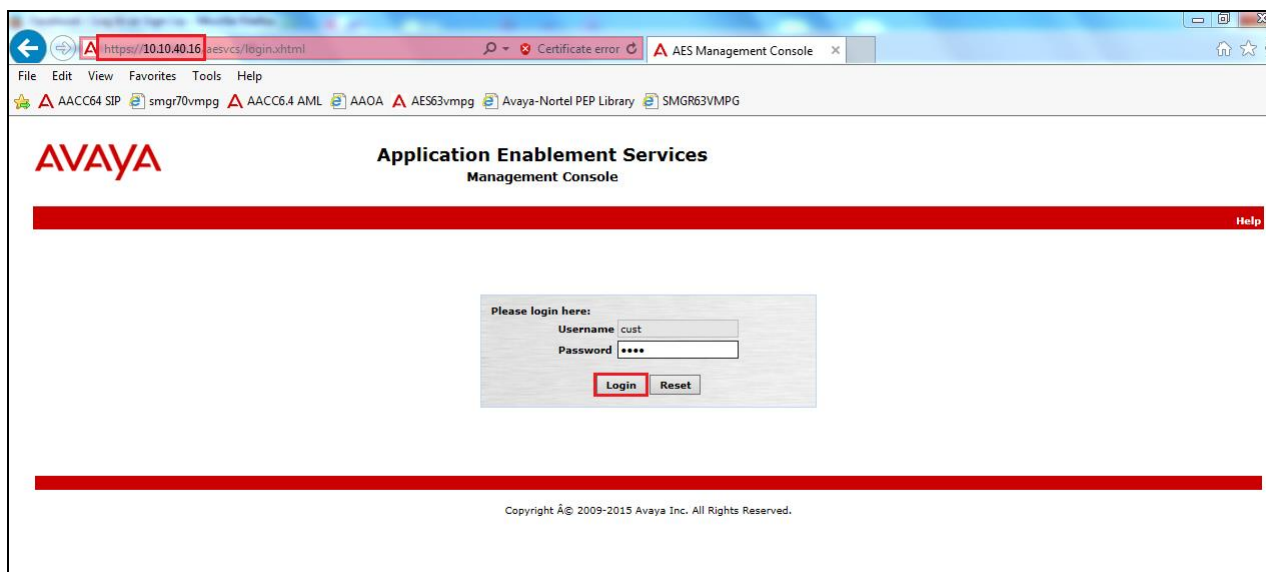 https://10.10.40.16/aesvcs/login.xhtml Certificate error AES Management Console
File Edit View Favorites Tools Help
AACC64 SIP smgr70vmpg AACC6.4 AML AAOA AES63vmpg Avaya-Nortel PEP Library SMGR63VMPG
AVAYA
Application Enablement Services
Management Console
Help
Please login here:
Username cust
Password ••••
Login Reset
Copyright Â© 2009-2015 Avaya Inc. All Rights Reserved.